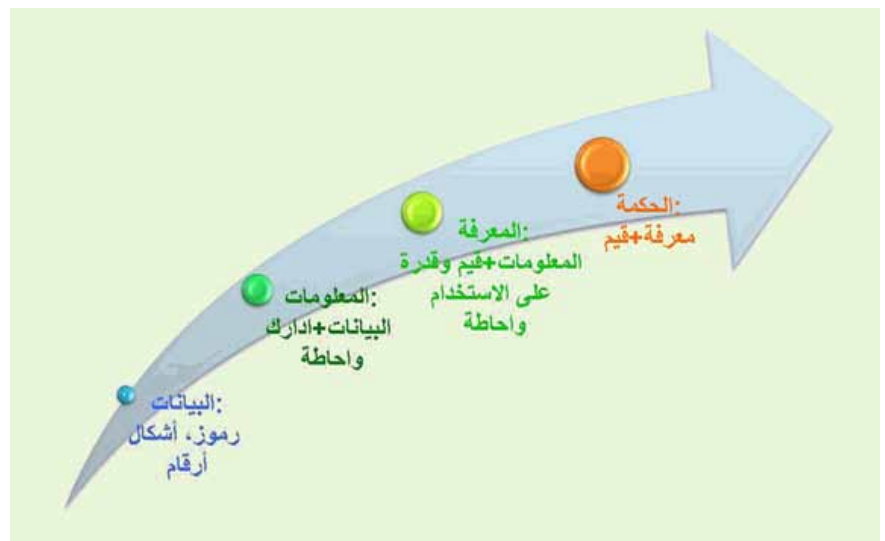 البيانات:
رموز، أشكال
أرقام
المعلومات:
البيانات+ادارك
واحاطة
المعرفة:
المعلومات+قيم وقدرة
على الاستخدام
واحاطة
الحكمة:
معرفة+قيم